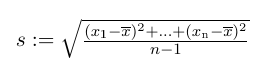 s := √((x₁−x̅)²+...+(xₙ−x̅)² / n−1)